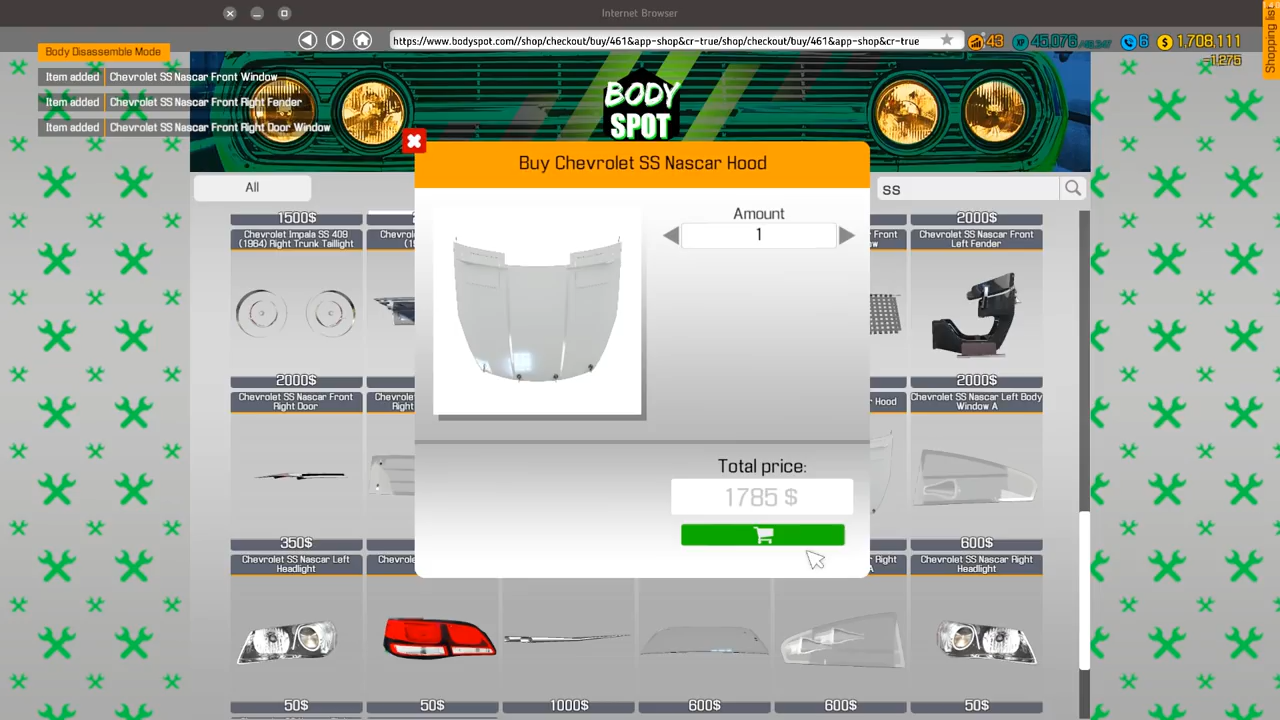 Internet Browser
https://www.bodyspot.com//shop/checkout/buy/461&app-shop&cr-true/shop/checkout/buy/461&app-shop&cr-true
43
45,076
6
$ 1,708,111
-1,275
Shopping list
Body Disassemble Mode
Item added Chevrolet SS Nascar Front Window
Item added Chevrolet SS Nascar Front Right Fender
Item added Chevrolet SS Nascar Front Right Door Window
BODY
SPOT
Buy Chevrolet SS Nascar Hood
All
ss
Amount
1
1500$
2000$
Chevrolet Impala SS 409
(1964) Right Trunk Taillight
Front
Chevrolet SS Nascar Front
Left Fender
2000$
2000$
Chevrolet SS Nascar Front
Right Door
Right
Hood
Chevrolet SS Nascar Left Body
Window A
Total price:
1785 $
350$
600$
Chevrolet SS Nascar Left
Headlight
Right
Chevrolet SS Nascar Right
Headlight
50$
50$
1000$
600$
600$
50$